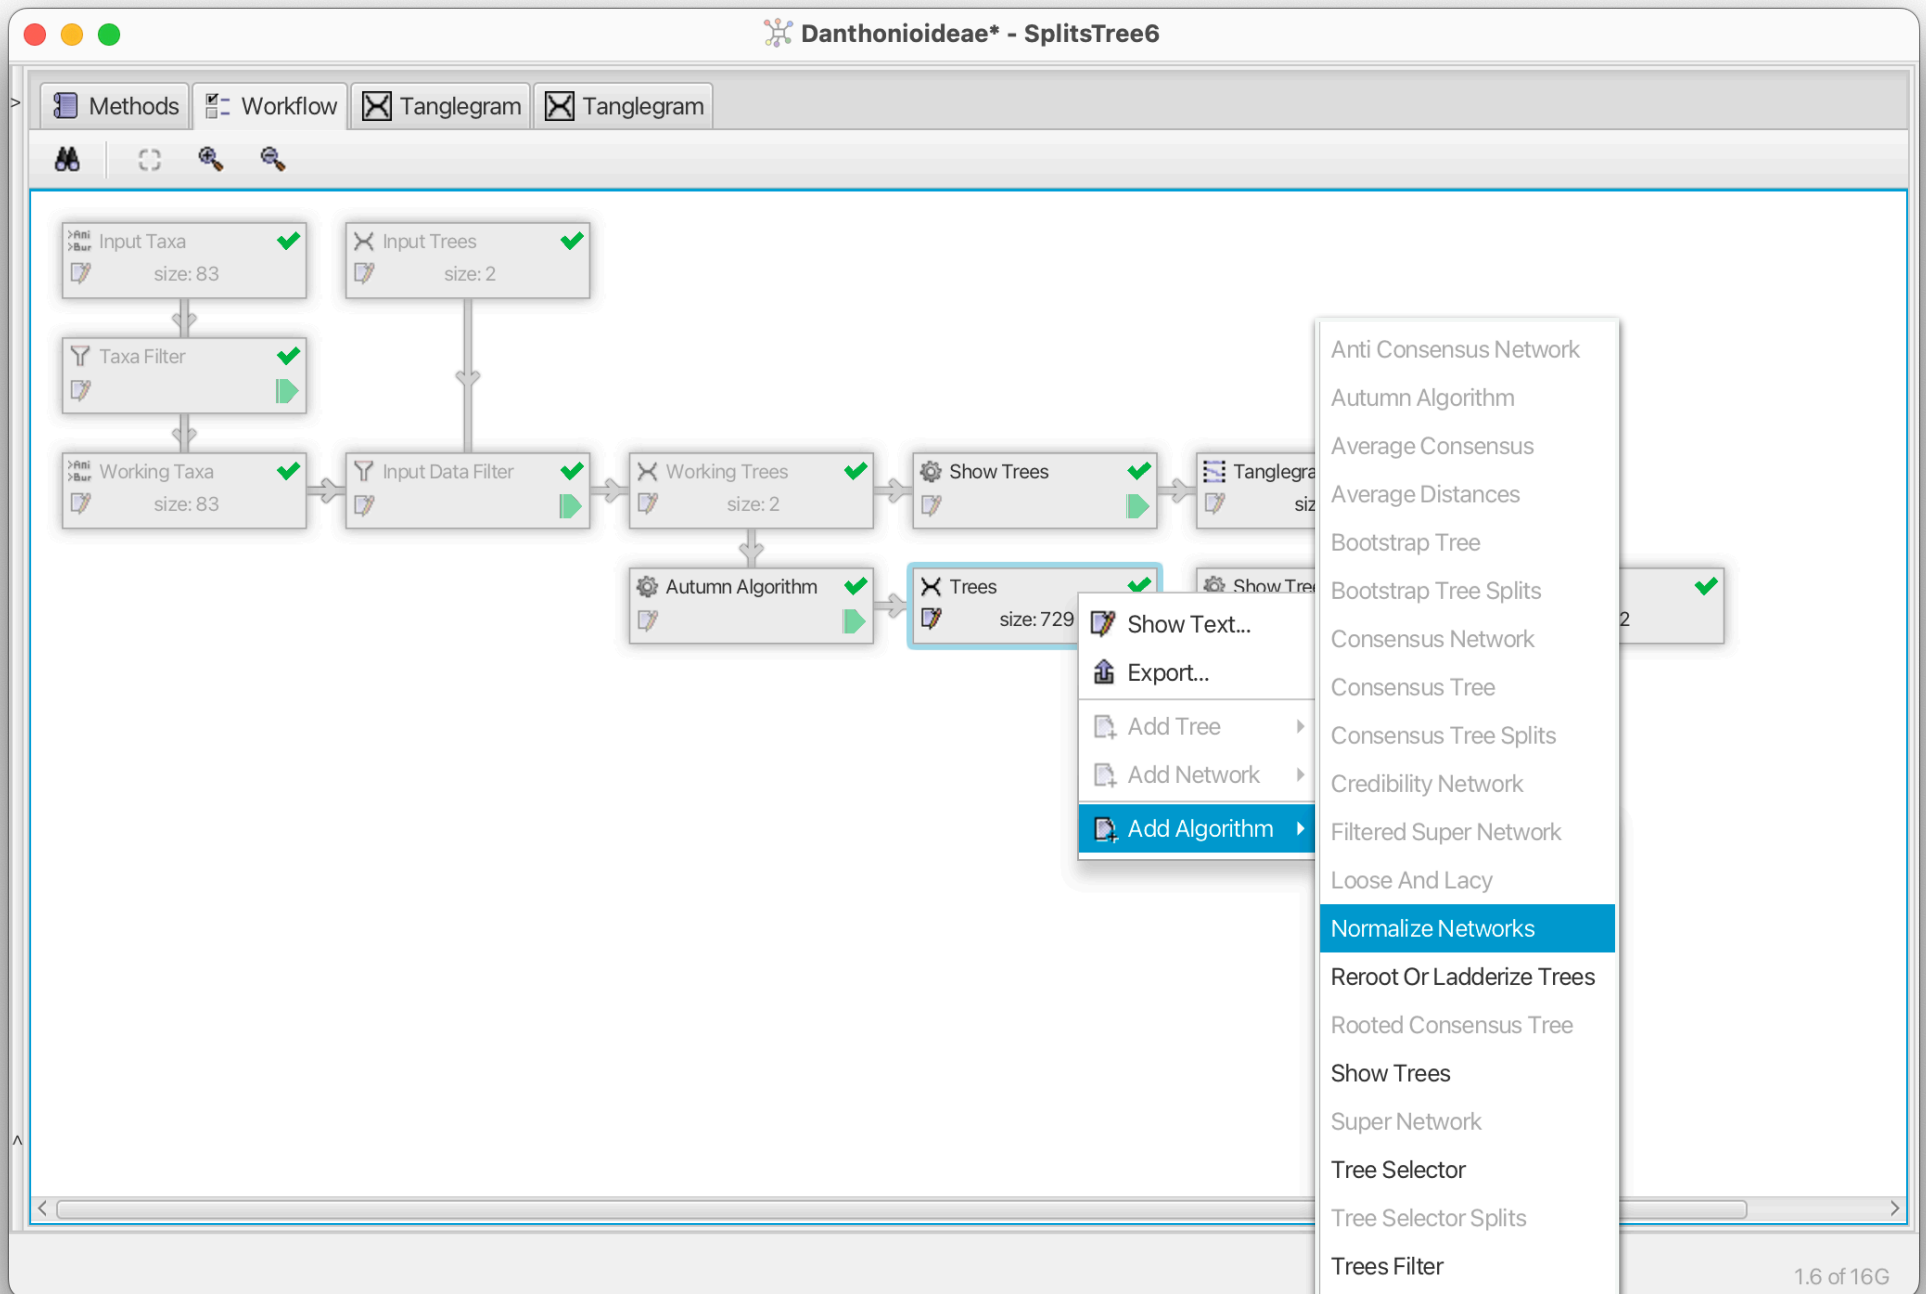 Danthonioideae* - SplitsTree6
>
Methods
Workflow
Tanglegram
Tanglegram
>Ani
>Bur
Input Taxa
size: 83
Input Trees
size: 2
Taxa Filter
>Ani
>Bur
Working Taxa
size: 83
Input Data Filter
Working Trees
size: 2
Show Trees
Tanglegra
siz
Autumn Algorithm
Trees
size: 729
Show Tree
2
Show Text...
Export...
Add Tree
Add Network
Add Algorithm
Anti Consensus Network
Autumn Algorithm
Average Consensus
Average Distances
Bootstrap Tree
Bootstrap Tree Splits
Consensus Network
Consensus Tree
Consensus Tree Splits
Credibility Network
Filtered Super Network
Loose And Lacy
Normalize Networks
Reroot Or Ladderize Trees
Rooted Consensus Tree
Show Trees
Super Network
Tree Selector
Tree Selector Splits
Trees Filter
1.6 of 16G